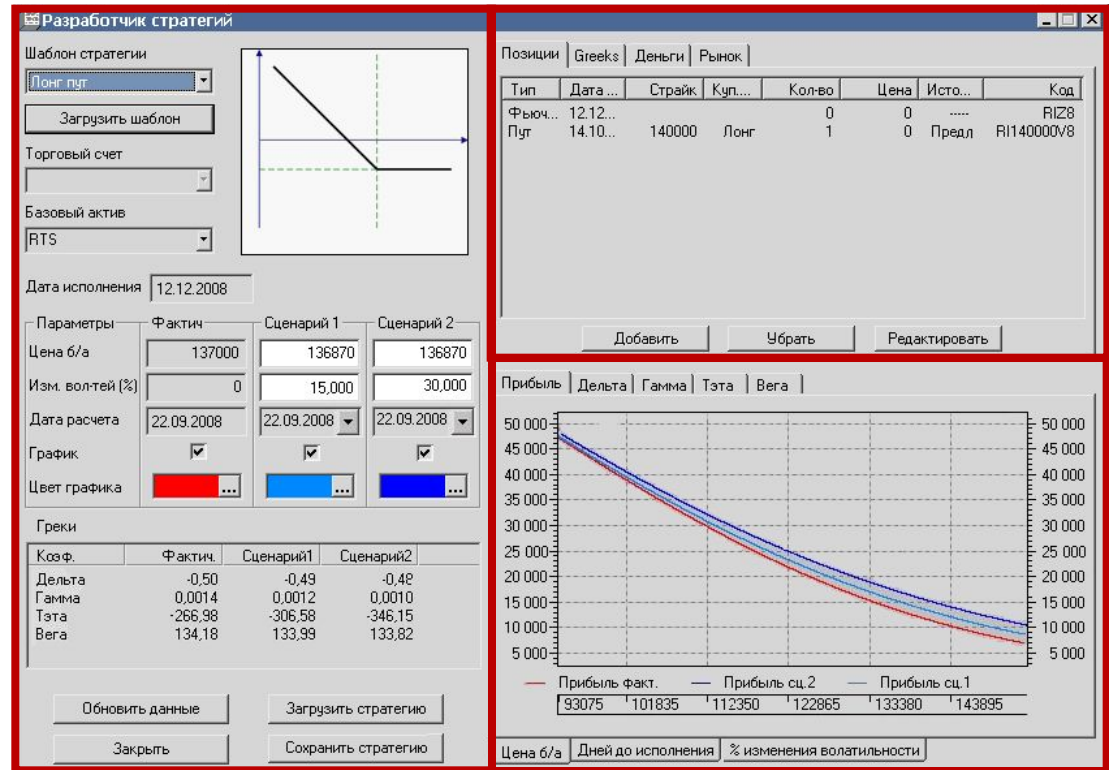 Разработчик стратегий
Шаблон стратегии
Лонг пут
Загрузить шаблон
Торговый счет
Базовый актив
RTS
Дата исполнения 12.12.2008
Параметры Фактич Сценарий 1 Сценарий 2
Цена б/а 137000 136870 136870
Изм. вол-тей (%) 0 15,000 30,000
Дата расчета 22.09.2008 22.09.2008 22.09.2008
График
Цвет графика ... ... ...
Греки
Коэф. Фактич. Сценарий1 Сценарий2
Дельта -0,50 -0,49 -0,48
Гамма 0,0014 0,0012 0,0010
Тэта -266,98 -306,58 -346,15
Вега 134,18 133,99 133,82
Обновить данные Загрузить стратегию
Закрыть Сохранить стратегию
Позиции Greeks Деньги Рынок
Тип Дата ... Страйк Куп.... Кол-во Цена Исто... Код
Фьюч... 12.12... 0 0 ----- RIZ8
Пут 14.10... 140000 Лонг 1 0 Предл RI140000V8
Добавить Убрать Редактировать
Прибыль Дельта Гамма Тэта Вега
50 000 50 000
45 000 45 000
40 000 40 000
35 000 35 000
30 000 30 000
25 000 25 000
20 000 20 000
15 000 15 000
10 000 10 000
5 000 5 000
Прибыль факт. Прибыль сц.2 Прибыль сц.1
93075 101835 112350 122865 133380 143895
Цена б/а Дней до исполнения % изменения волатильности